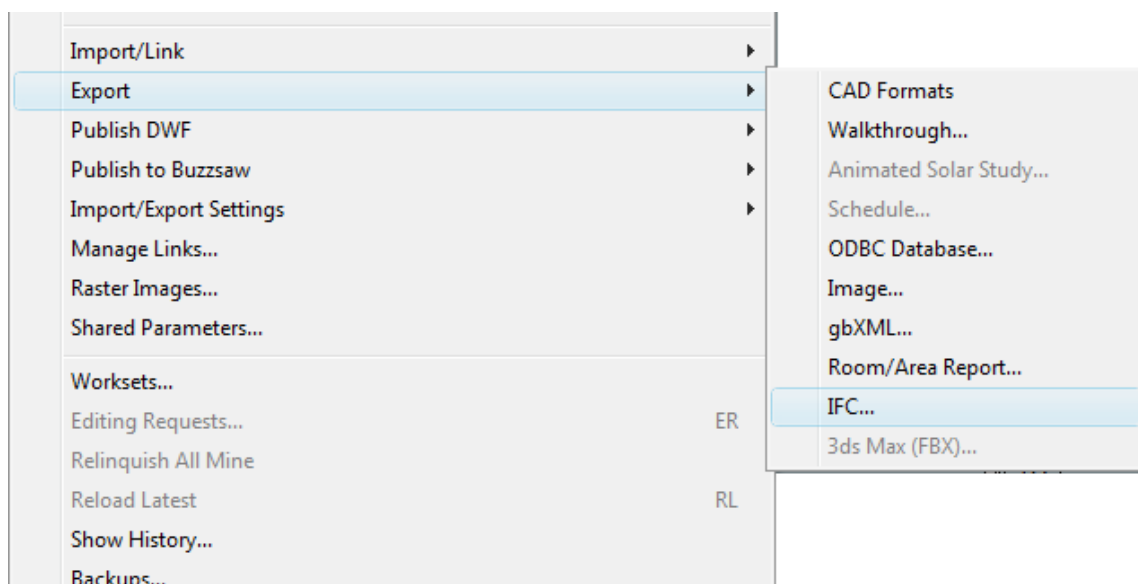 Import/Link
Export
Publish DWF
Publish to Buzzsaw
Import/Export Settings
Manage Links...
Raster Images...
Shared Parameters...
Worksets...
Editing Requests... ER
Relinquish All Mine
Reload Latest RL
Show History...
Backups...
CAD Formats
Walkthrough...
Animated Solar Study...
Schedule...
ODBC Database...
Image...
gbXML...
Room/Area Report...
IFC...
3ds Max (FBX)...